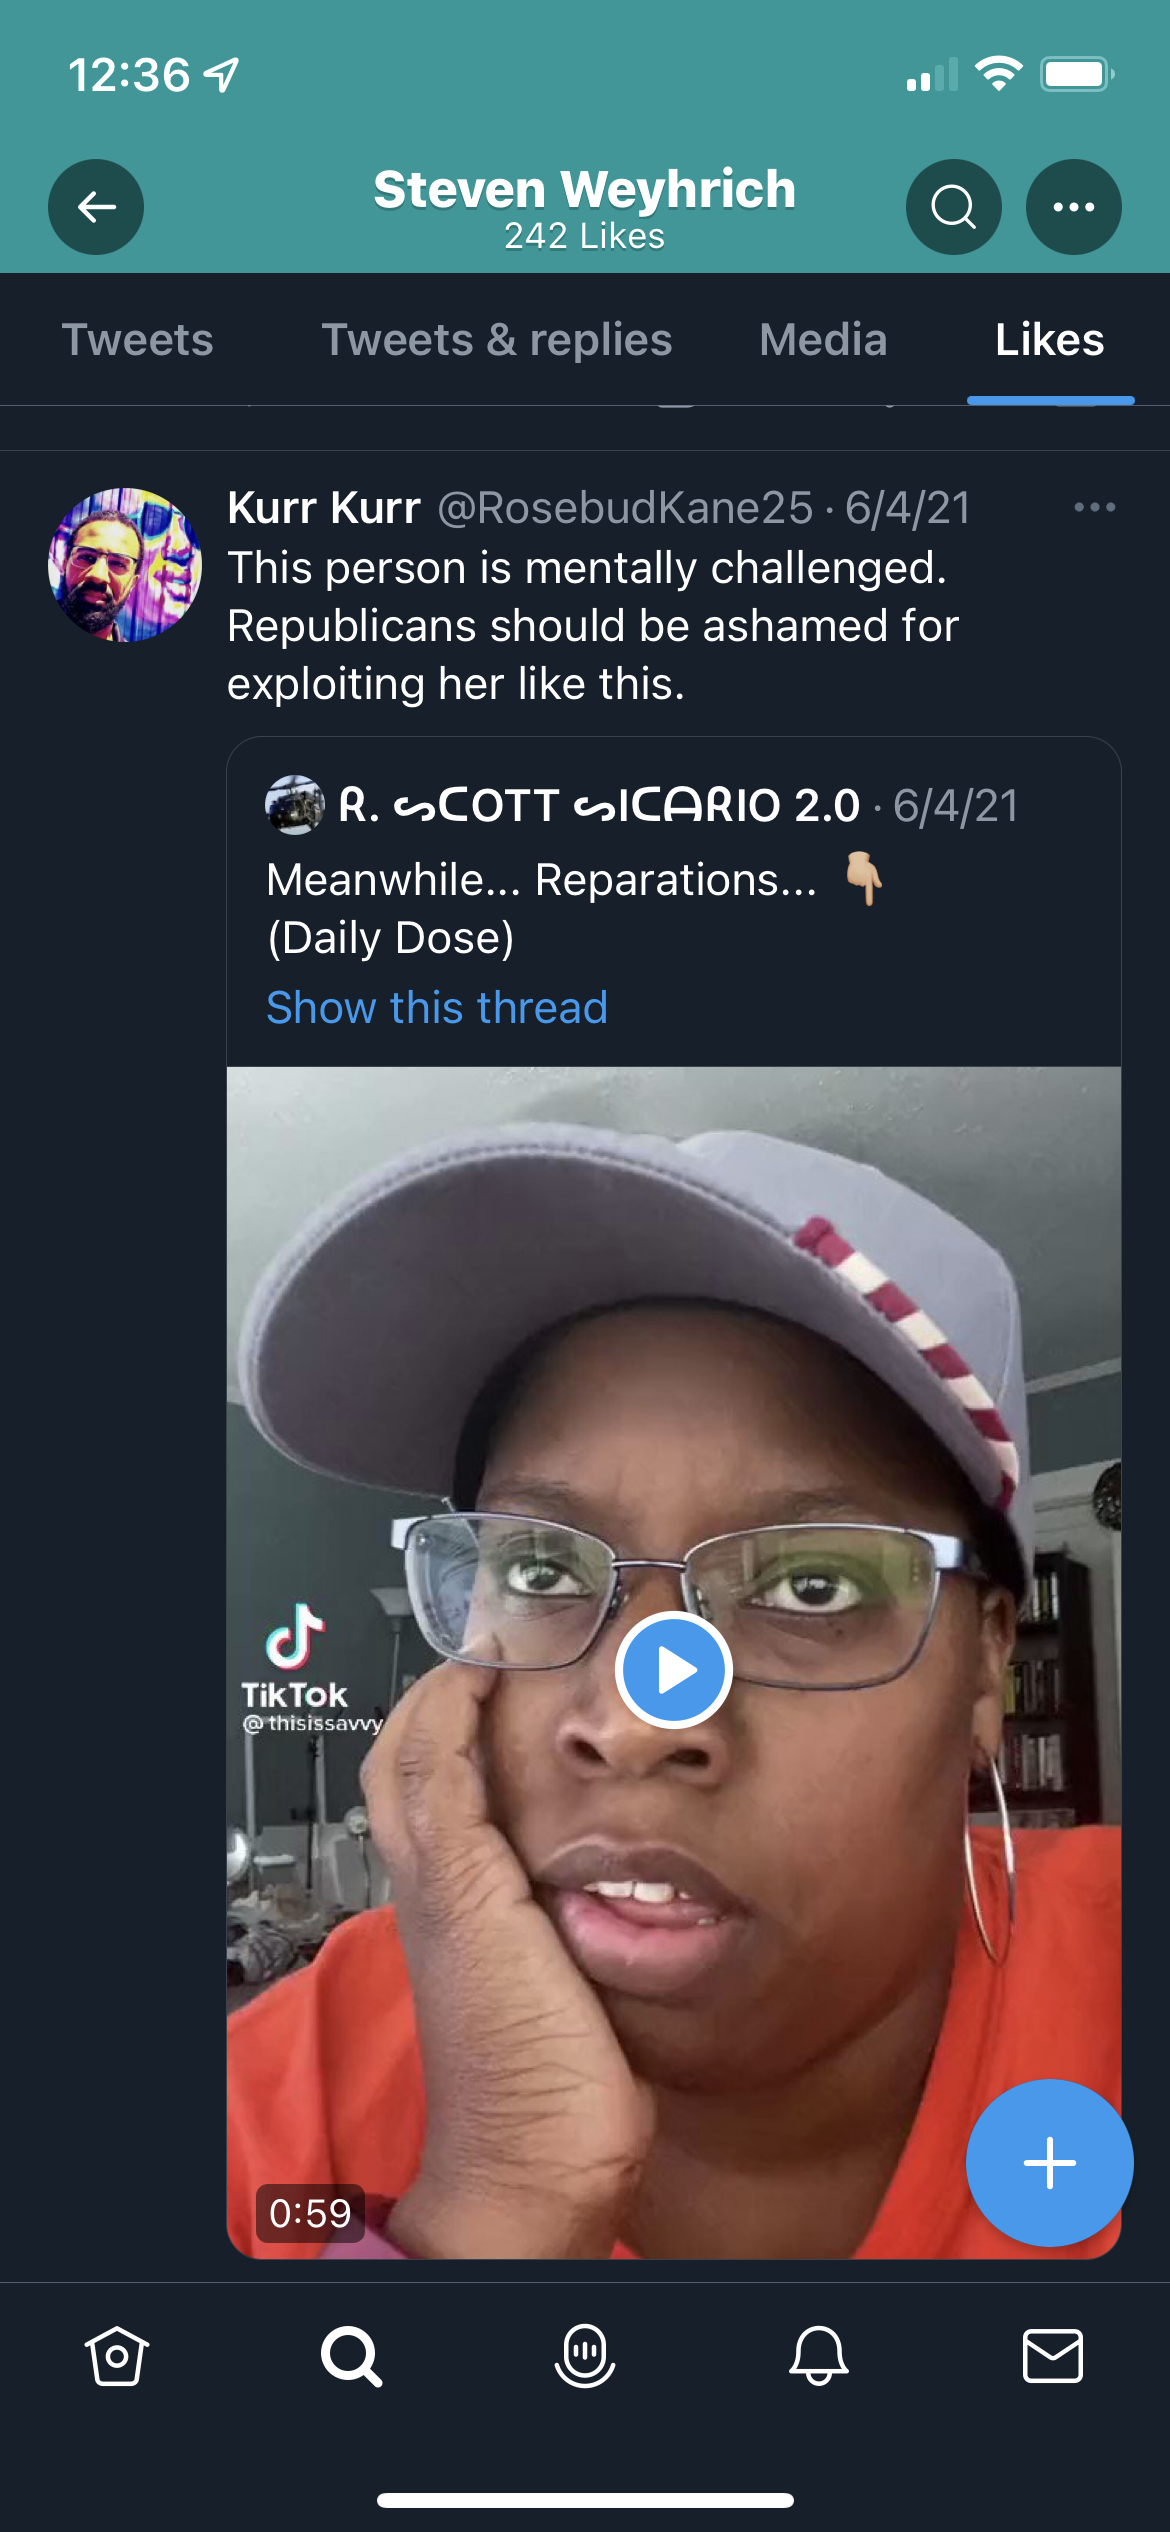 12:36
Steven Weyhrich
242 Likes
Tweets Tweets & replies Media Likes
Kurr Kurr @RosebudKane25 · 6/4/21
This person is mentally challenged.
Republicans should be ashamed for
exploiting her like this.
R. SCOTT SICARIO 2.0 · 6/4/21
Meanwhile... Reparations... 👇🏼
(Daily Dose)
Show this thread
TikTok
@thisissavvy
0:59